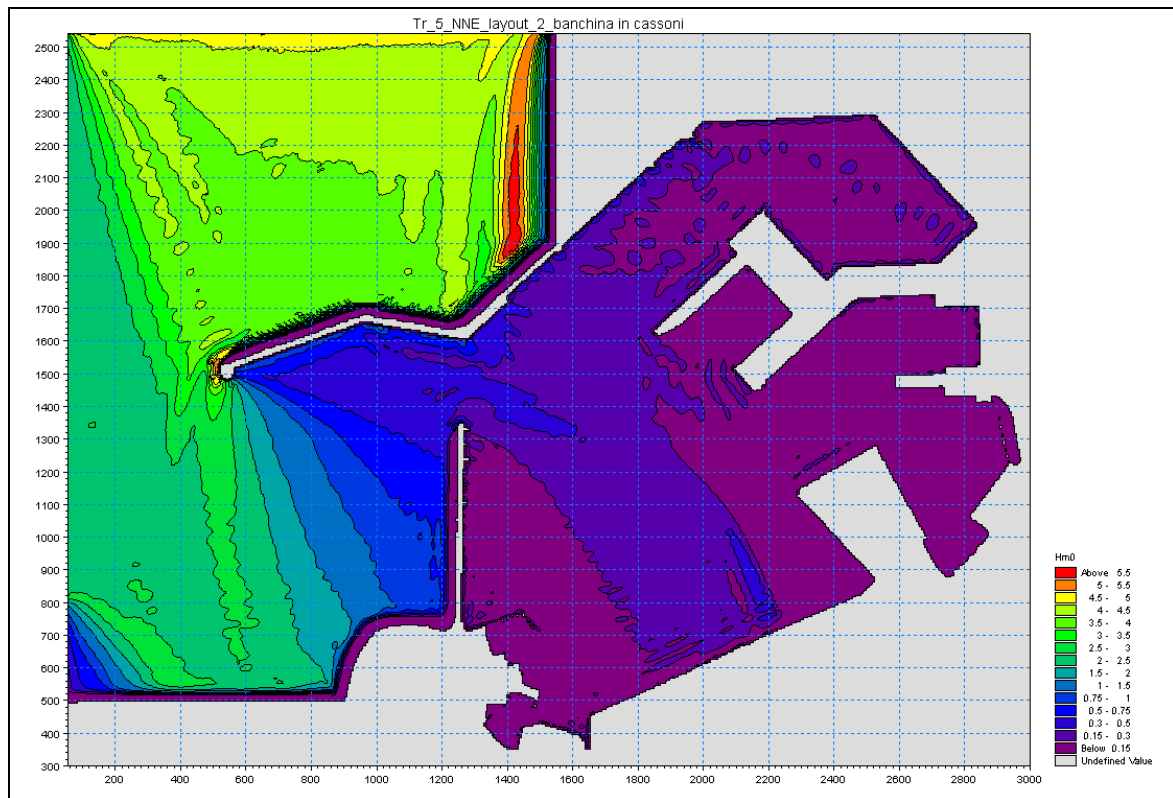 Tr_5_NNE_layout_2_banchina in cassoni
2500
2400
2300
2200
2100
2000
1900
1800
1700
1600
1500
1400
1300
1200
1100
1000
900
800
700
600
500
400
300
200 400 600 800 1000 1200 1400 1600 1800 2000 2200 2400 2600 2800 3000
Hm0
Above 5.5
5 - 5.5
4.5 - 5
4 - 4.5
3.5 - 4
3 - 3.5
2.5 - 3
2 - 2.5
1.5 - 2
1 - 1.5
0.75 - 1
0.5 - 0.75
0.3 - 0.5
0.15 - 0.3
Below 0.15
Undefined Value